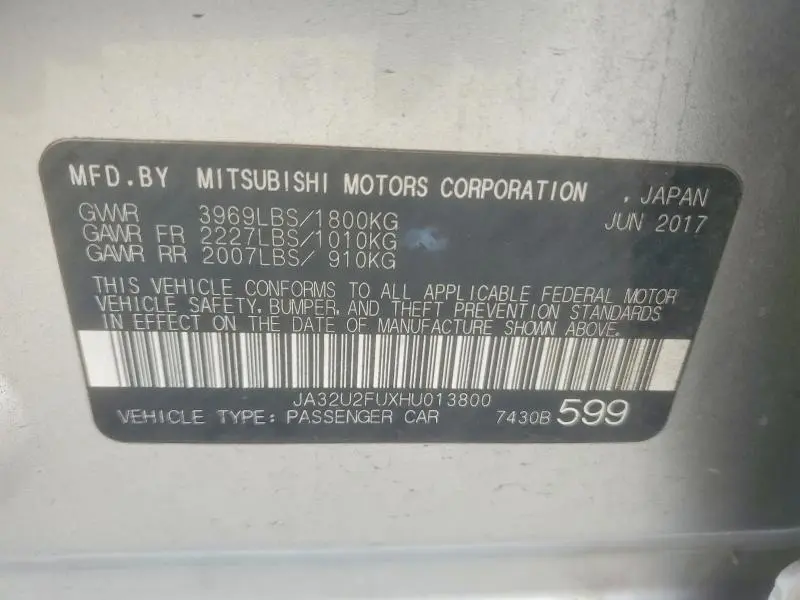 MFD.BY MITSUBISHI MOTORS CORPORATION , JAPAN
JUN 2017
GVWR 3969LBS/1800KG
GAWR FR 2227LBS/1010KG
GAWR RR 2007LBS/ 910KG
THIS VEHICLE CONFORMS TO ALL APPLICABLE FEDERAL MOTOR
VEHICLE SAFETY, BUMPER, AND THEFT PREVENTION STANDARDS
IN EFFECT ON THE DATE OF MANUFACTURE SHOWN ABOVE.
JA32U2FUXHU013800
VEHICLE TYPE: PASSENGER CAR 7430B 599